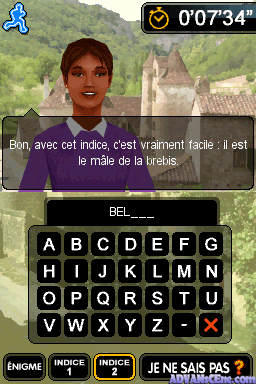 0'07'34"
Bon, avec cet indice, c'est vraiment facile : il est
le mâle de la brebis.
BEL___
A B C D E F G
H I J K L M N
O P Q R S T U
V W X Y Z -
ÉNIGME
INDICE 1
INDICE 2
JE NE SAIS PAS ?
ADVANsCEne.com